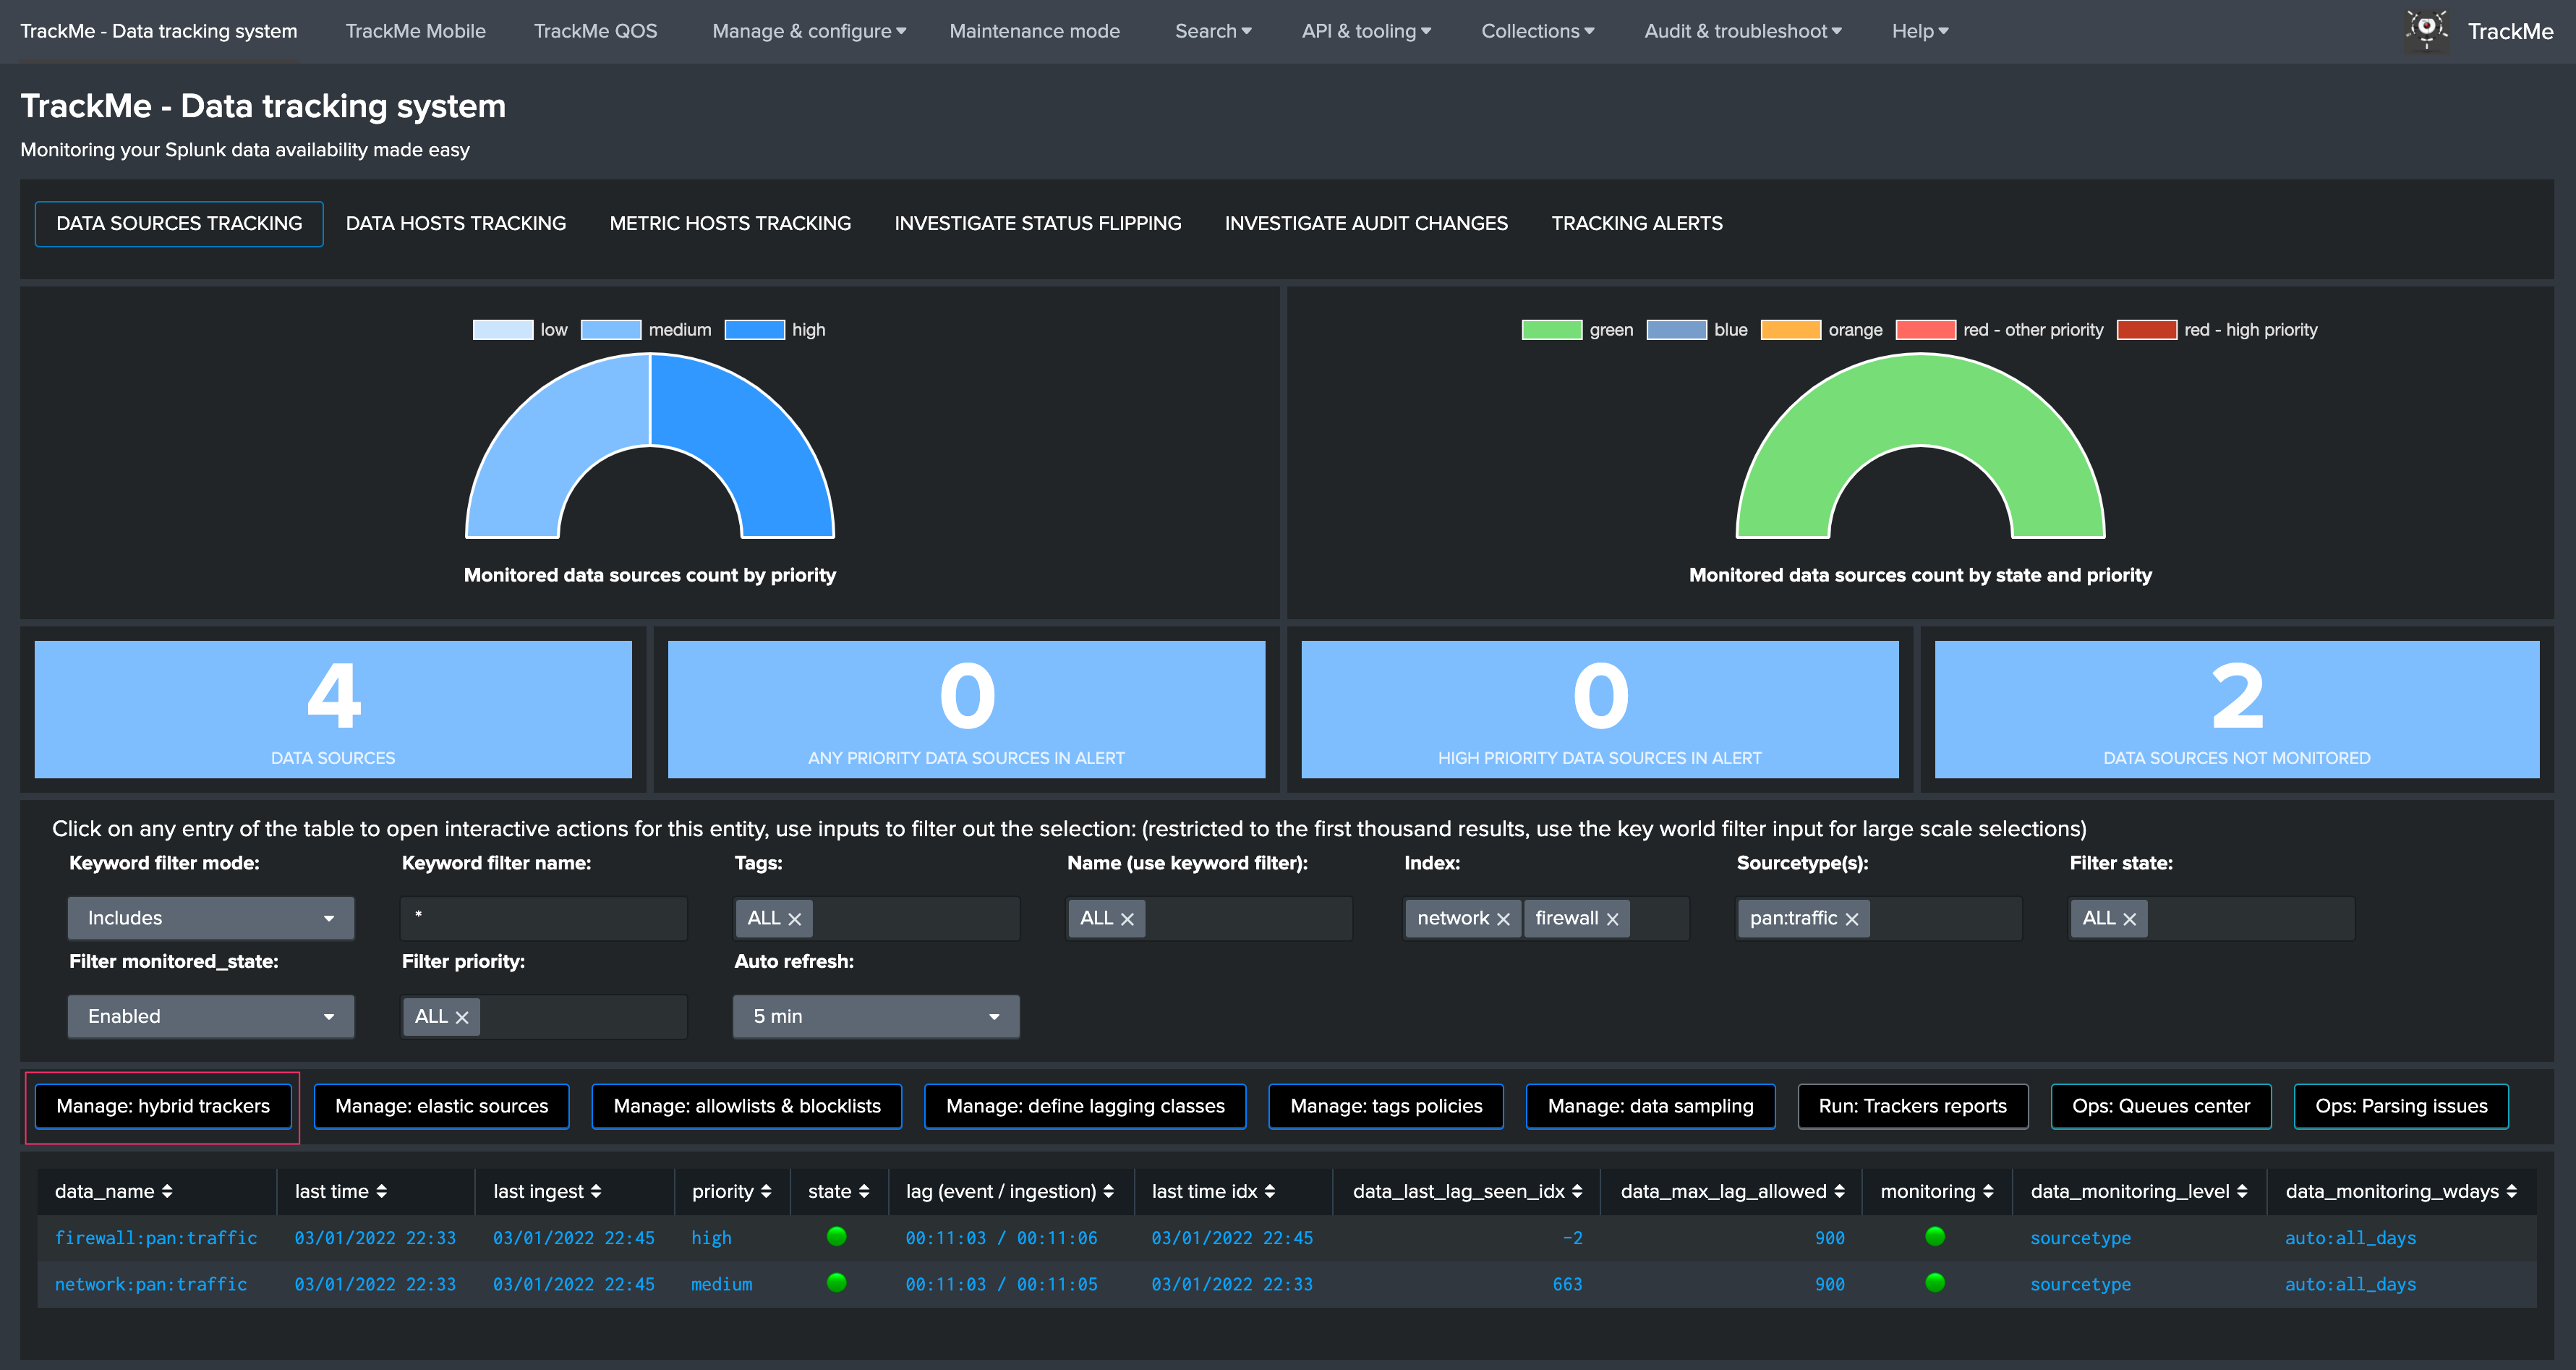 TrackMe - Data tracking system TrackMe Mobile TrackMe QOS Manage & configure Maintenance mode Search API & tooling Collections Audit & troubleshoot Help TrackMe
TrackMe - Data tracking system
Monitoring your Splunk data availability made easy
DATA SOURCES TRACKING DATA HOSTS TRACKING METRIC HOSTS TRACKING INVESTIGATE STATUS FLIPPING INVESTIGATE AUDIT CHANGES TRACKING ALERTS
low medium high
Monitored data sources count by priority
green blue orange red - other priority red - high priority
Monitored data sources count by state and priority
4
DATA SOURCES
0
ANY PRIORITY DATA SOURCES IN ALERT
0
HIGH PRIORITY DATA SOURCES IN ALERT
2
DATA SOURCES NOT MONITORED
Click on any entry of the table to open interactive actions for this entity, use inputs to filter out the selection: (restricted to the first thousand results, use the key world filter input for large scale selections)
Keyword filter mode: Keyword filter name: Tags: Name (use keyword filter): Index: Sourcetype(s): Filter state:
Includes * ALL ALL network firewall pan:traffic ALL
Filter monitored_state: Filter priority: Auto refresh:
Enabled ALL 5 min
Manage: hybrid trackers Manage: elastic sources Manage: allowlists & blocklists Manage: define lagging classes Manage: tags policies Manage: data sampling Run: Trackers reports Ops: Queues center Ops: Parsing issues
data_name last time last ingest priority state lag (event / ingestion) last time idx data_last_lag_seen_idx data_max_lag_allowed monitoring data_monitoring_level data_monitoring_wdays
firewall:pan:traffic 03/01/2022 22:33 03/01/2022 22:45 high 00:11:03 / 00:11:06 03/01/2022 22:45 -2 900 sourcetype auto:all_days
network:pan:traffic 03/01/2022 22:33 03/01/2022 22:45 medium 00:11:03 / 00:11:05 03/01/2022 22:33 663 900 sourcetype auto:all_days